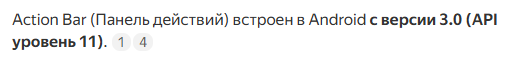 Action Bar (Панель действий) встроен в Android с версии 3.0 (API
уровень 11). 1 4